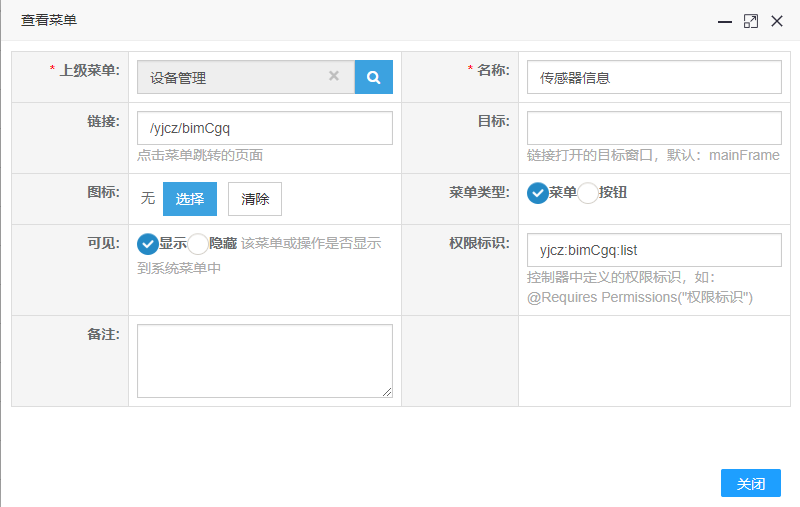 查看菜单
* 上级菜单:
设备管理
* 名称:
传感器信息
链接:
/yjcz/bimCgq
点击菜单跳转的页面
目标:
链接打开的目标窗口，默认：mainFrame
图标:
无 选择 清除
菜单类型:
菜单 按钮
可见:
显示 隐藏 该菜单或操作是否显示
到系统菜单中
权限标识:
yjcz:bimCgq:list
控制器中定义的权限标识，如：
@Requires Permissions("权限标识")
备注:
关闭